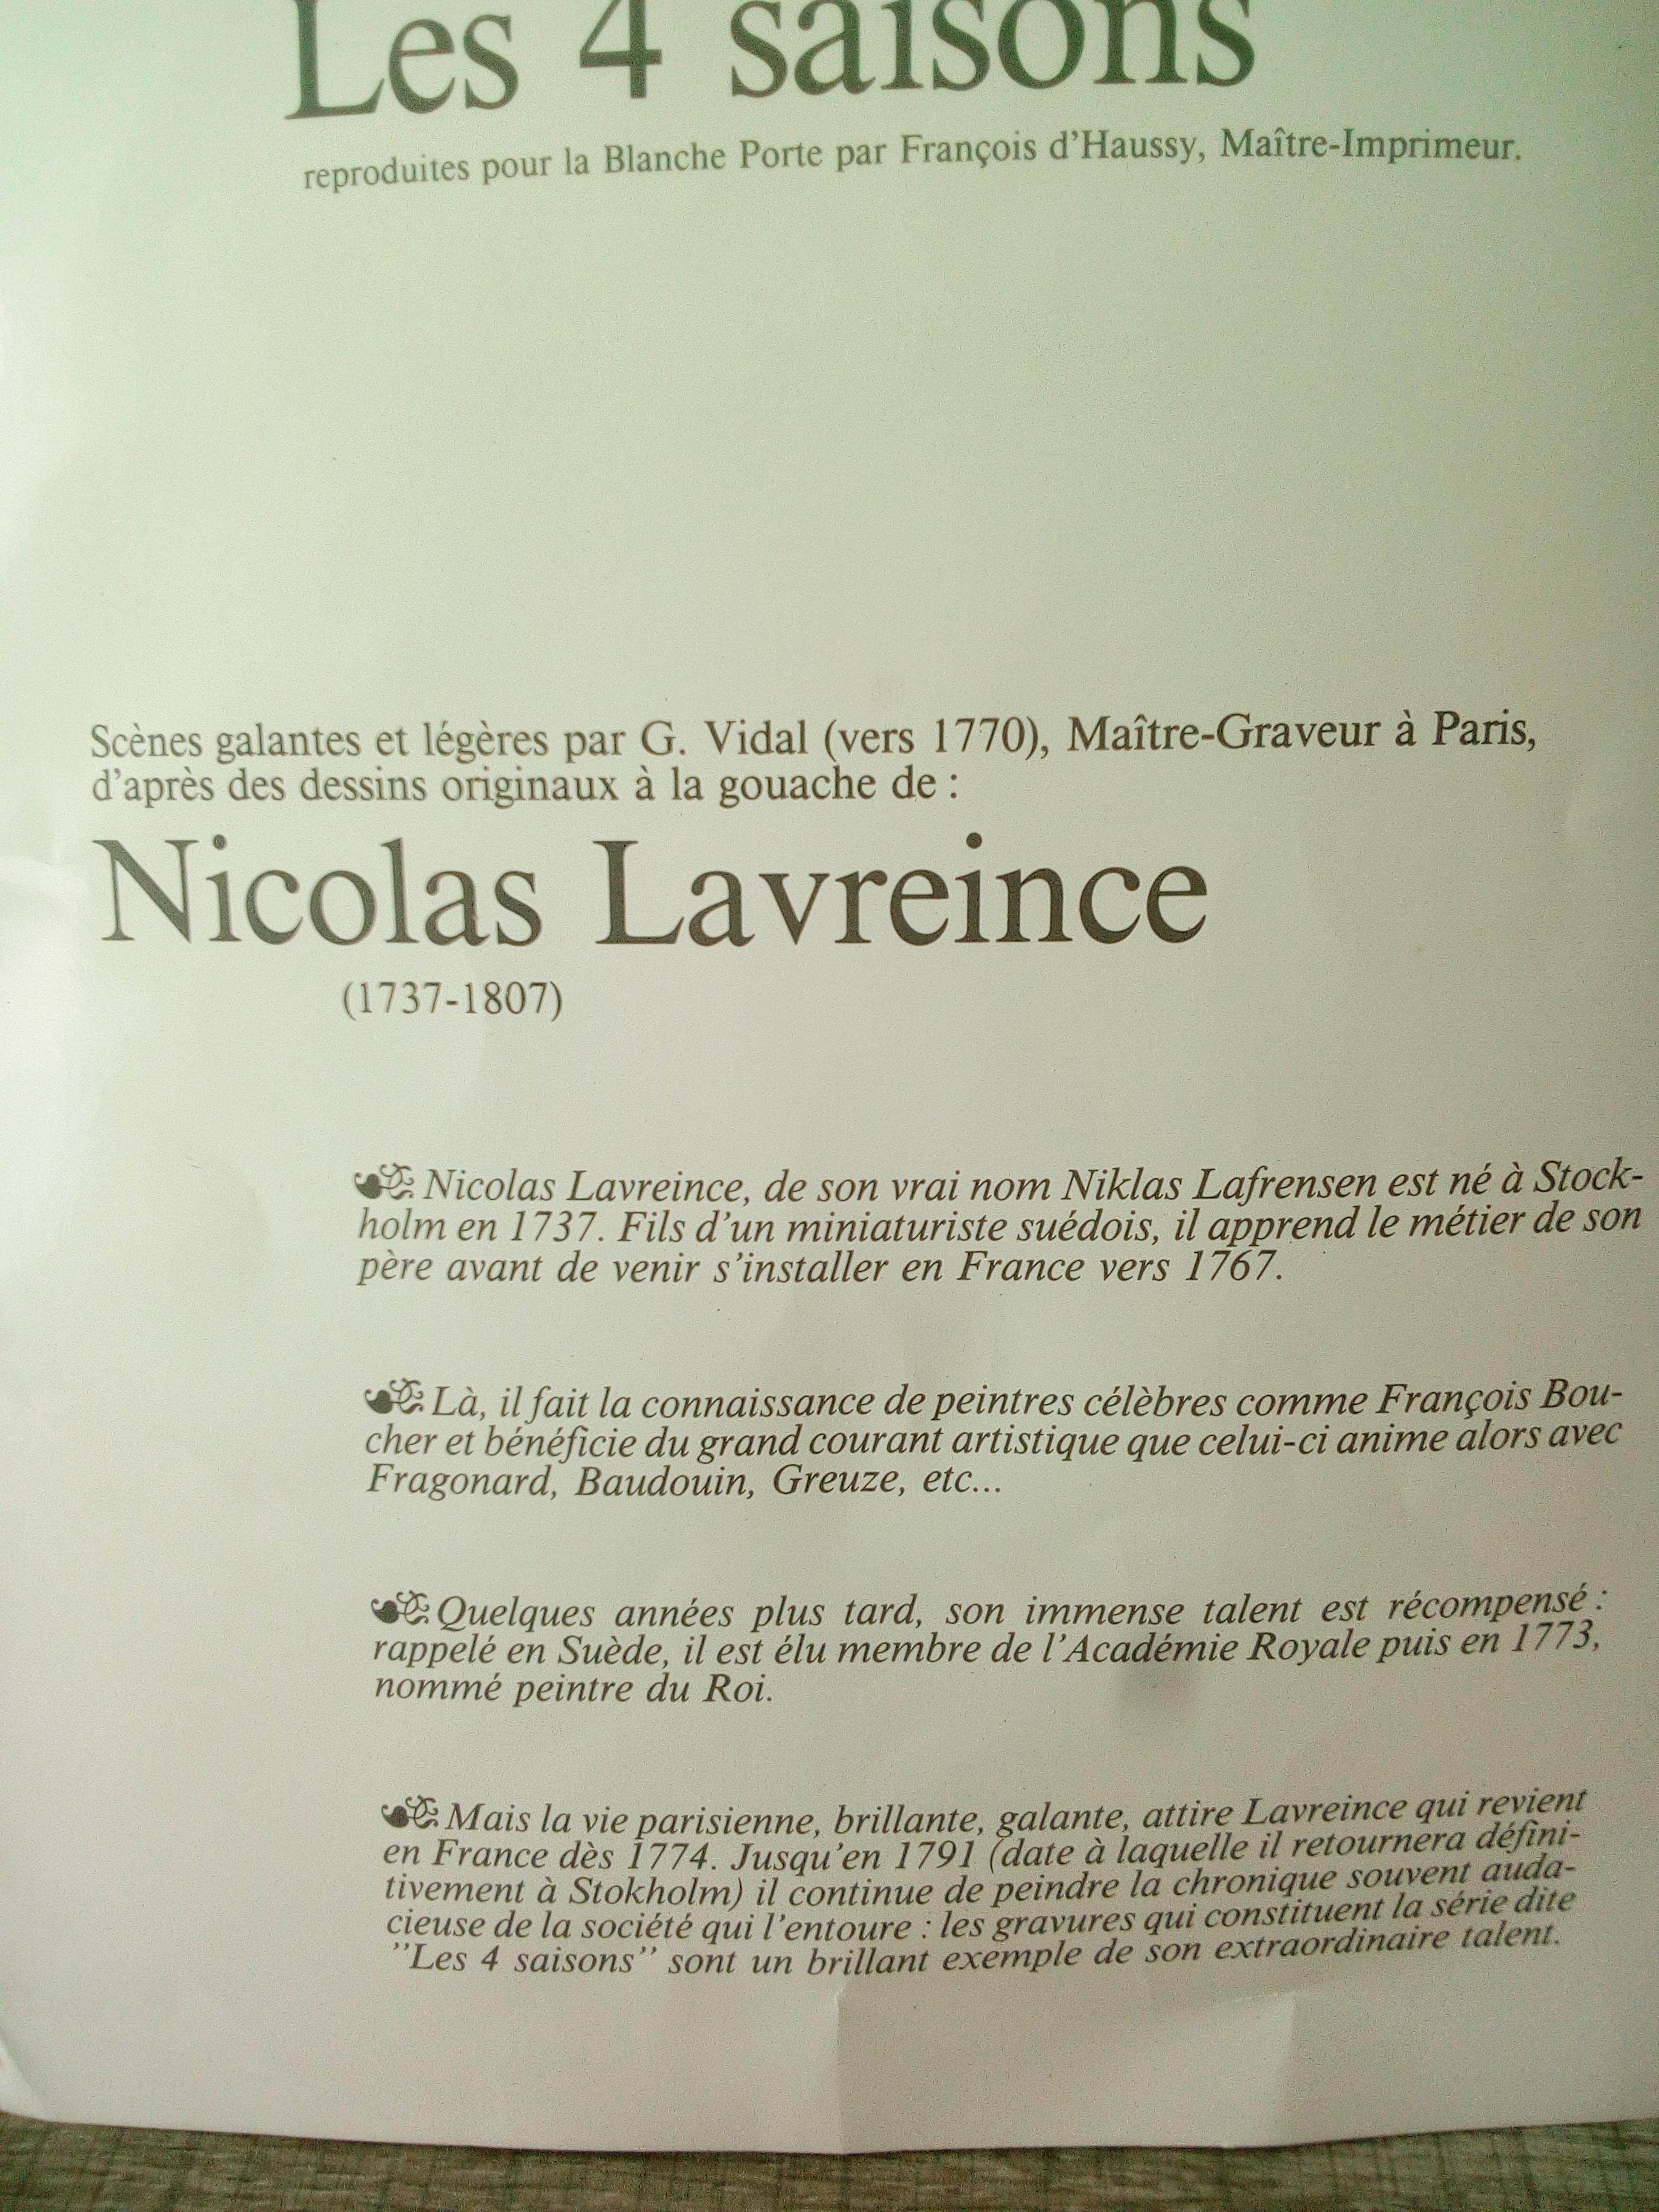 Les 4 saisons
reproduites pour la Blanche Porte par François d'Haussy, Maître-Imprimeur.
Scènes galantes et légères par G. Vidal (vers 1770), Maître-Graveur à Paris,
d'après des dessins originaux à la gouache de :
Nicolas Lavreince
(1737-1807)
Nicolas Lavreince, de son vrai nom Niklas Lafrensen est né à Stock-
holm en 1737. Fils d'un miniaturiste suédois, il apprend le métier de son
père avant de venir s'installer en France vers 1767.
Là, il fait la connaissance de peintres célèbres comme François Bou-
cher et bénéficie du grand courant artistique que celui-ci anime alors avec
Fragonard, Baudouin, Greuze, etc...
Quelques années plus tard, son immense talent est récompensé :
rappelé en Suède, il est élu membre de l'Académie Royale puis en 1773,
nommé peintre du Roi.
Mais la vie parisienne, brillante, galante, attire Lavreince qui revient
en France dès 1774. Jusqu'en 1791 (date à laquelle il retournera défini-
tivement à Stokholm) il continue de peindre la chronique souvent auda-
cieuse de la société qui l'entoure : les gravures qui constituent la série dite
''Les 4 saisons'' sont un brillant exemple de son extraordinaire talent.